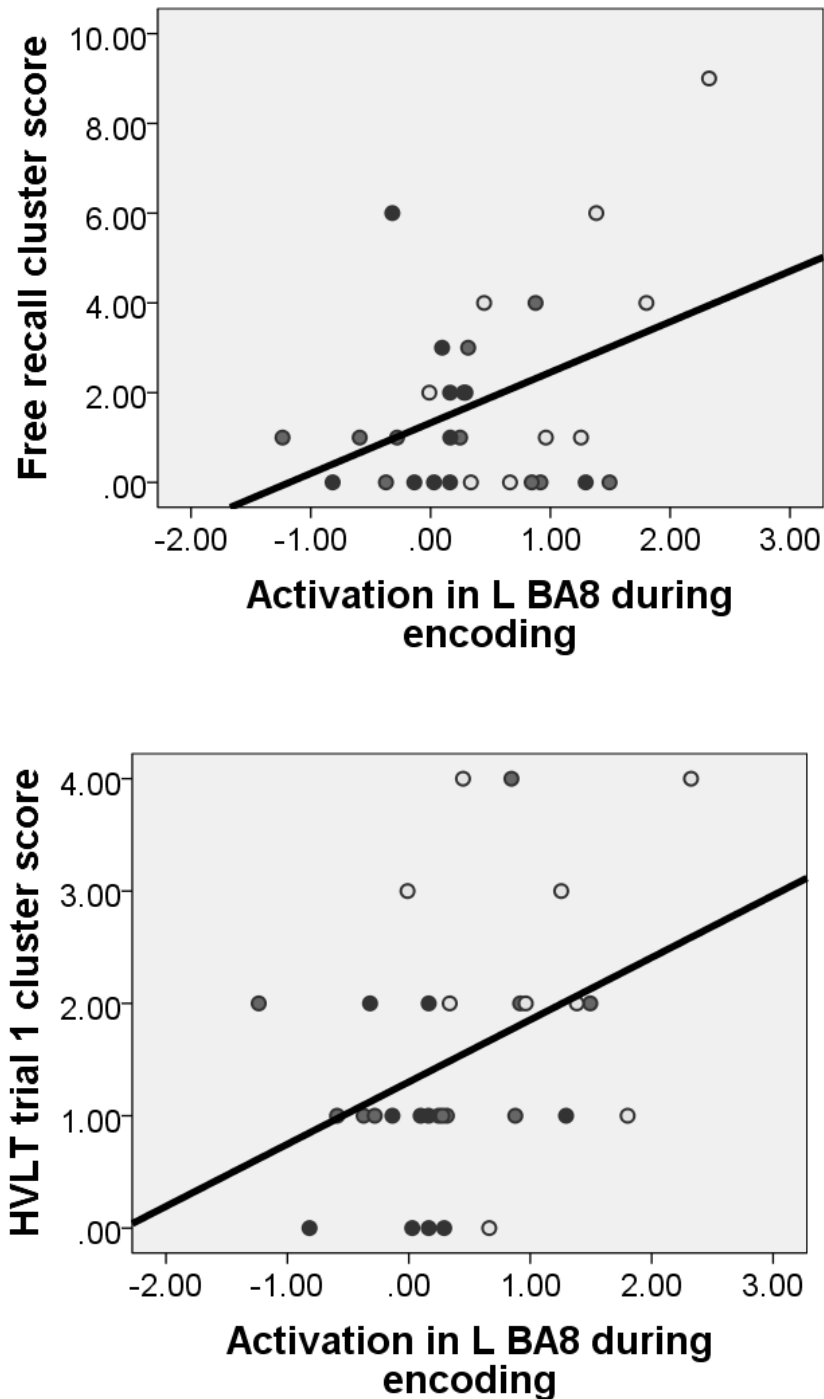 Free recall cluster score
10.00
8.00
6.00
4.00
2.00
.00
-2.00 -1.00 .00 1.00 2.00 3.00
Activation in L BA8 during
encoding
HVLT trial 1 cluster score
4.00
3.00
2.00
1.00
.00
-2.00 -1.00 .00 1.00 2.00 3.00
Activation in L BA8 during
encoding